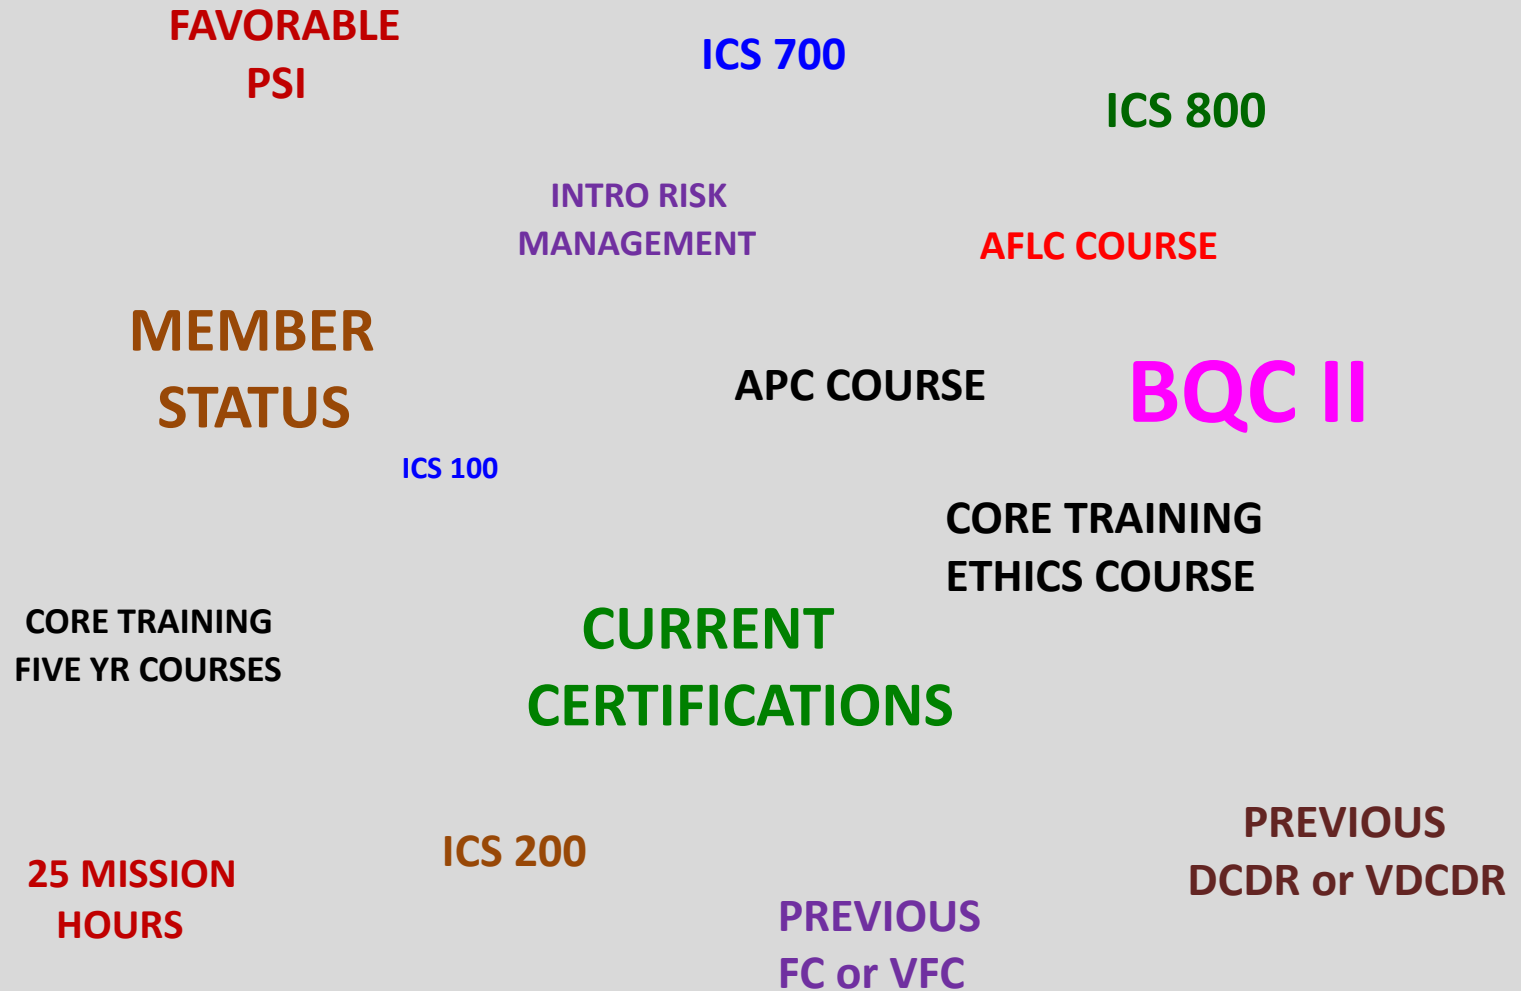 FAVORABLE
PSI
ICS 700
ICS 800
INTRO RISK
MANAGEMENT
AFLC COURSE
MEMBER
STATUS
APC COURSE
BQC II
ICS 100
CORE TRAINING
ETHICS COURSE
CORE TRAINING
FIVE YR COURSES
CURRENT
CERTIFICATIONS
PREVIOUS
DCDR or VDCDR
ICS 200
25 MISSION
HOURS
PREVIOUS
FC or VFC